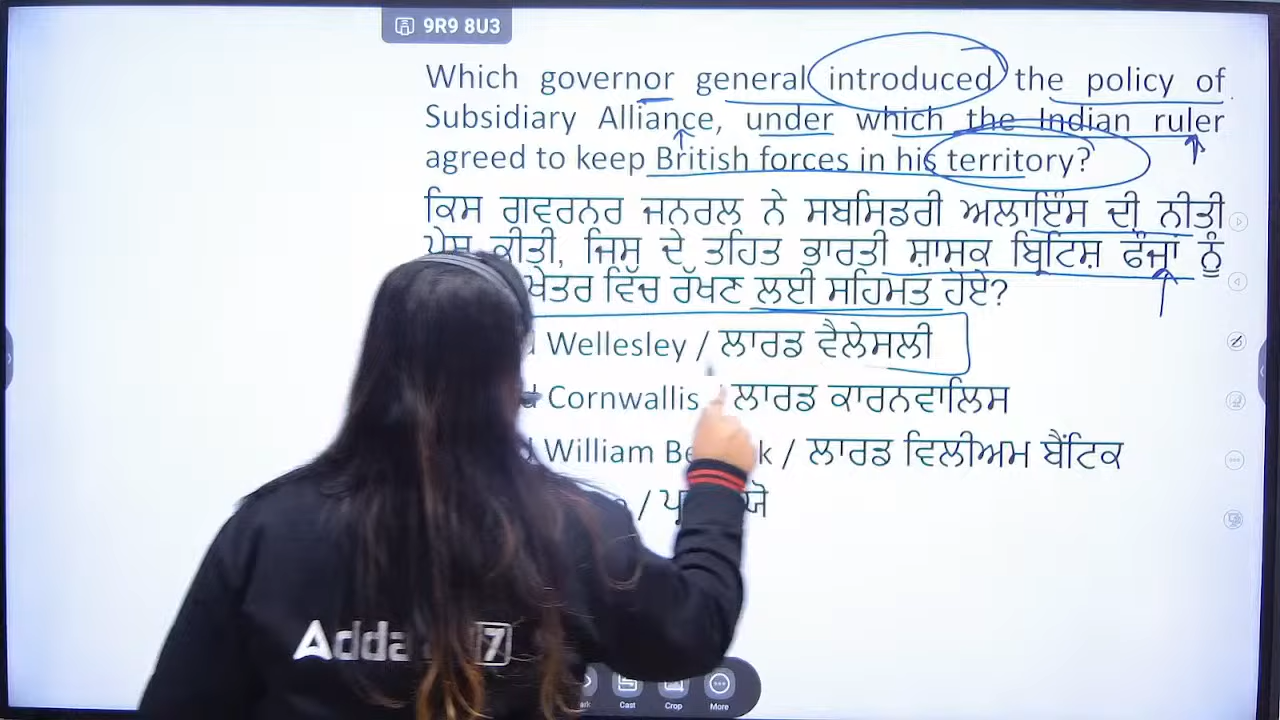 9R9 8U3
Which governor general introduced the policy of
Subsidiary Alliance, under which the Indian ruler
agreed to keep British forces in his territory?
ਕਿਸ ਗਵਰਨਰ ਜਨਰਲ ਨੇ ਸਬਸਿਡਰੀ ਅਲਾਇੰਸ ਦੀ ਨੀਤੀ
ਪੇਸ਼ ਕੀਤੀ, ਜਿਸ ਦੇ ਤਹਿਤ ਭਾਰਤੀ ਸ਼ਾਸਕ ਬ੍ਰਿਟਿਸ਼ ਫੌਜਾਂ ਨੂੰ
ਖੇਤਰ ਵਿੱਚ ਰੱਖਣ ਲਈ ਸਹਿਮਤ ਹੋਏ?
Wellesley / ਲਾਰਡ ਵੈਲੇਸਲੀ
Cornwallis / ਲਾਰਡ ਕਾਰਨਵਾਲਿਸ
William / ਲਾਰਡ ਵਿਲੀਅਮ ਬੈਂਟਿਕ
/
Adda 7
Cast Crop More